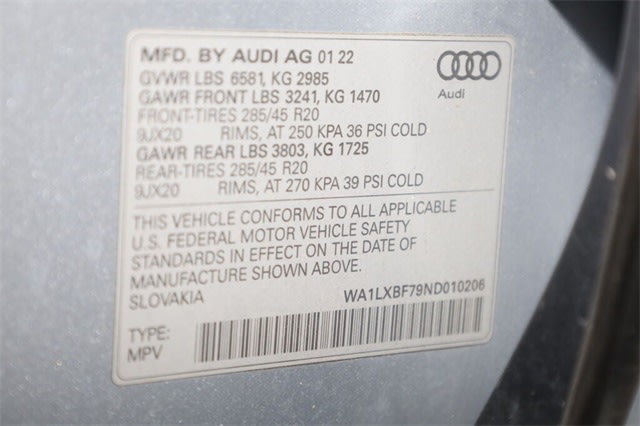 MFD. BY AUDI AG 01 22
GVWR LBS 6581, KG 2985
GAWR FRONT LBS 3241, KG 1470
FRONT-TIRES 285/45 R20
9JX20 RIMS, AT 250 KPA 36 PSI COLD
GAWR REAR LBS 3803, KG 1725
REAR-TIRES 285/45 R20
9JX20 RIMS, AT 270 KPA 39 PSI COLD
Audi
THIS VEHICLE CONFORMS TO ALL APPLICABLE
U.S. FEDERAL MOTOR VEHICLE SAFETY
STANDARDS IN EFFECT ON THE DATE OF
MANUFACTURE SHOWN ABOVE.
SLOVAKIA WA1LXBF79ND010206
TYPE:
MPV